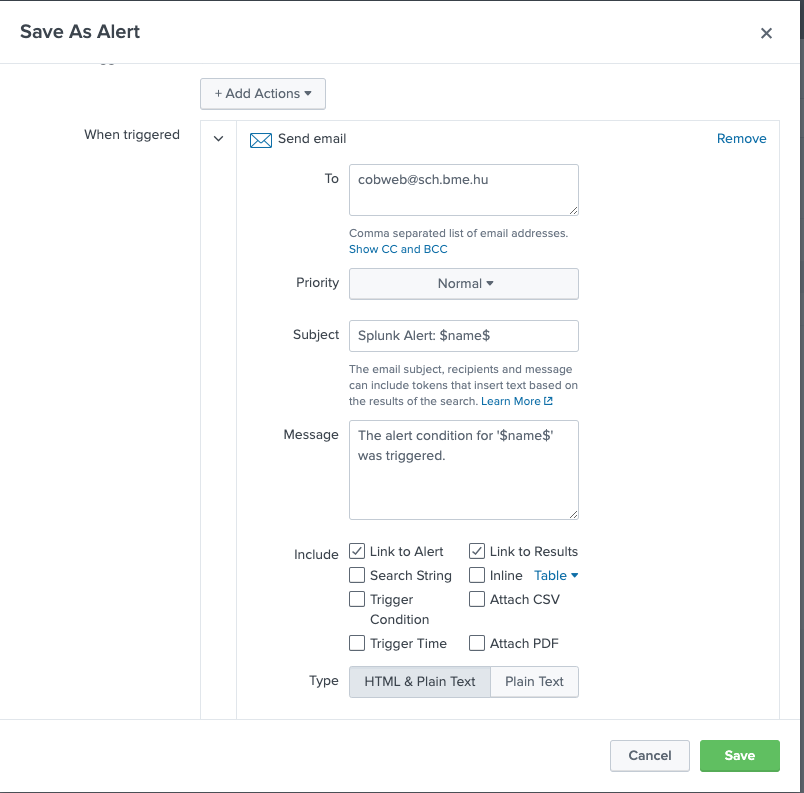 Save As Alert
+ Add Actions
When triggered
Send email
Remove
To
cobweb@sch.bme.hu
Comma separated list of email addresses.
Show CC and BCC
Priority
Normal
Subject
Splunk Alert: $name$
The email subject, recipients and message
can include tokens that insert text based on
the results of the search. Learn More
Message
The alert condition for '$name$'
was triggered.
Include
Link to Alert
Link to Results
Search String
Inline
Table
Trigger
Condition
Attach CSV
Trigger Time
Attach PDF
Type
HTML & Plain Text
Plain Text
Cancel
Save